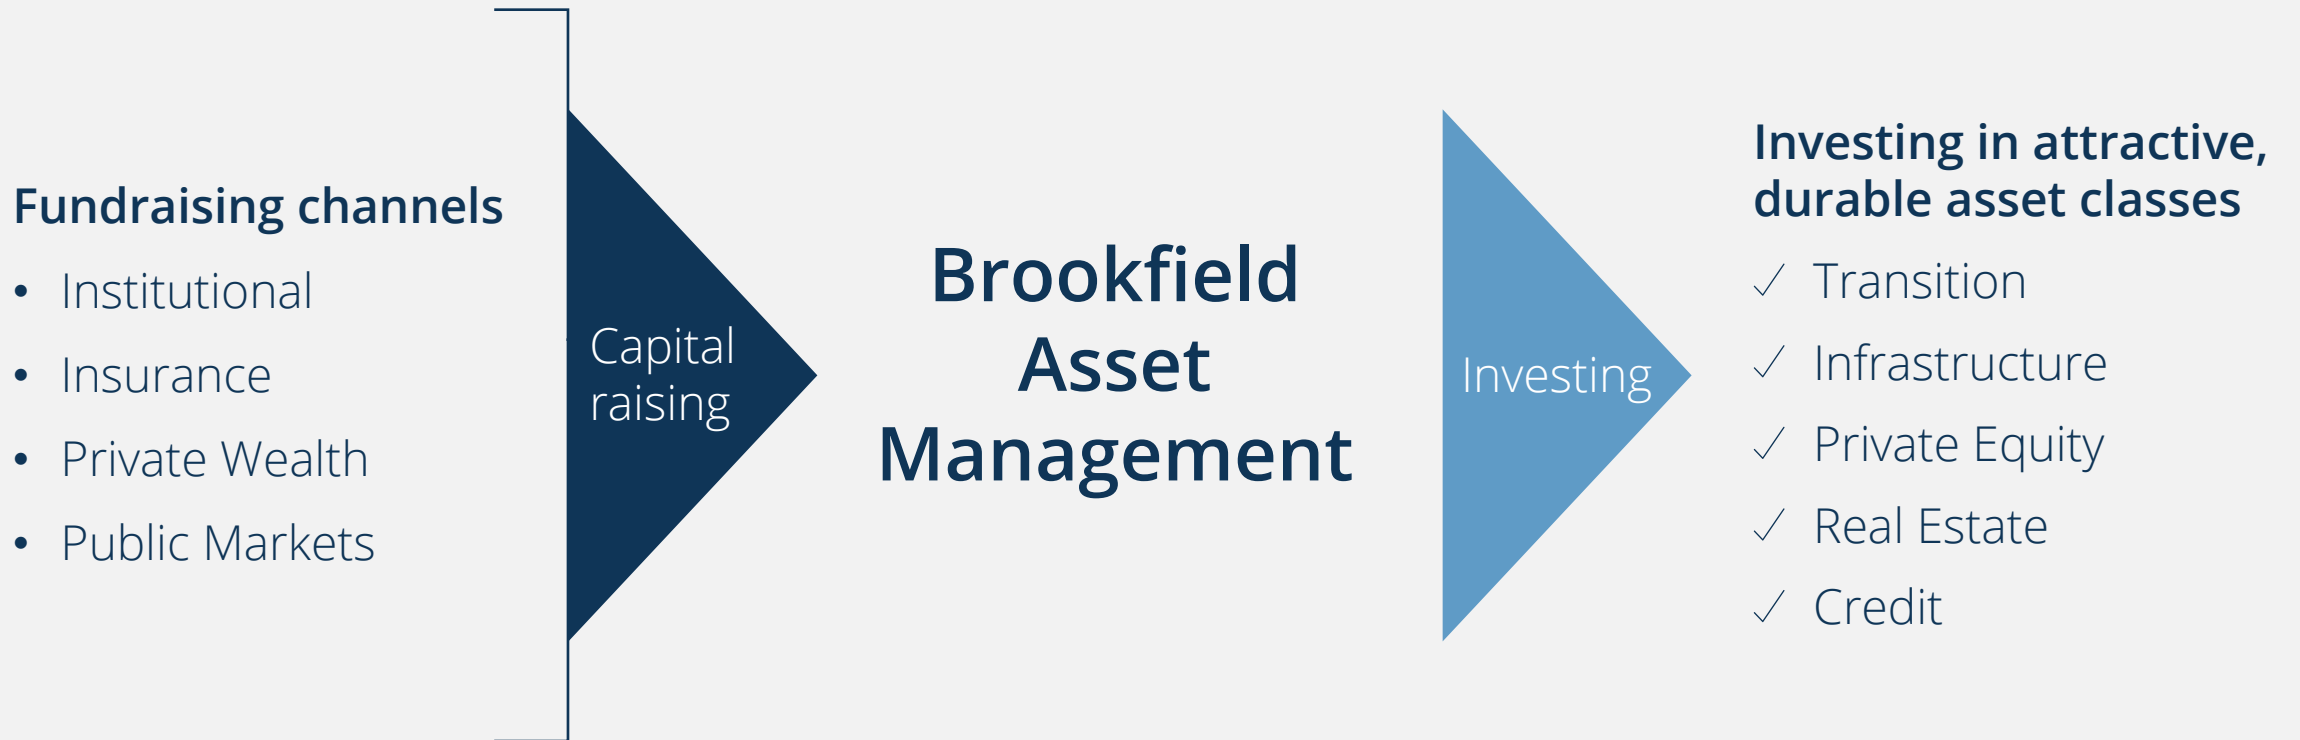 Fundraising channels
• Institutional
• Insurance
• Private Wealth
• Public Markets
Capital
raising
Brookfield
Asset
Management
Investing
Investing in attractive,
durable asset classes
✓ Transition
✓ Infrastructure
✓ Private Equity
✓ Real Estate
✓ Credit